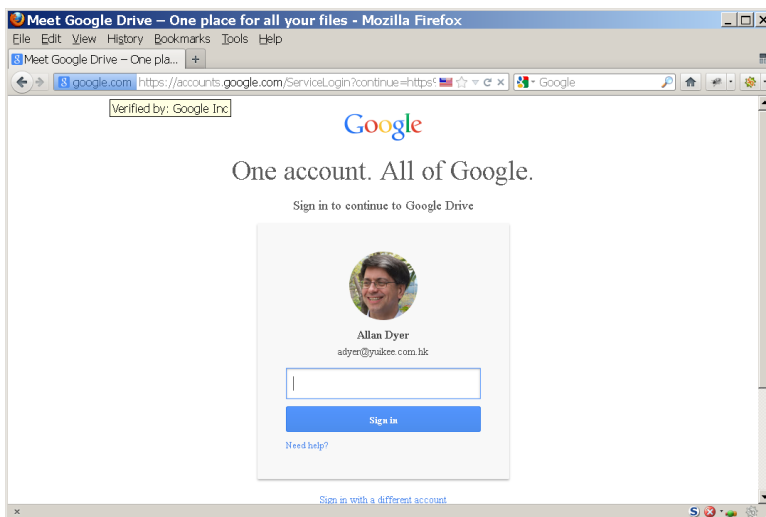 Meet Google Drive – One place for all your files - Mozilla Firefox
File Edit View History Bookmarks Tools Help
Meet Google Drive – One pla... +
google.com https://accounts.google.com/ServiceLogin?continue=https Google
Verified by: Google Inc
Google
One account. All of Google.
Sign in to continue to Google Drive
Allan Dyer
adyer@yuikee.com.hk
Sign in
Need help?
Sign in with a different account